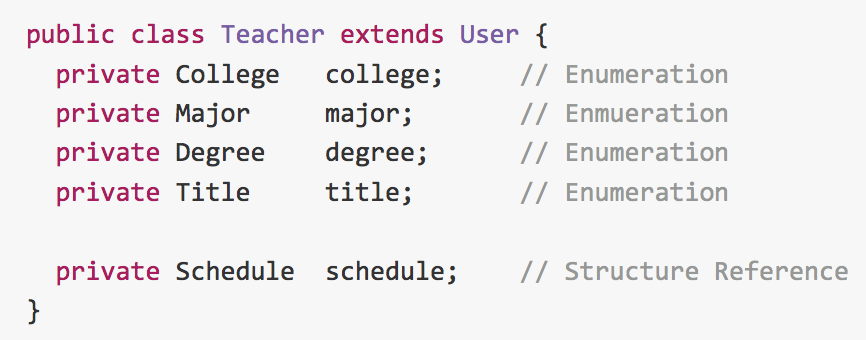 public class Teacher extends User {
private College college; // Enumeration
private Major major; // Enmueration
private Degree degree; // Enumeration
private Title title; // Enumeration
private Schedule schedule; // Structure Reference
}